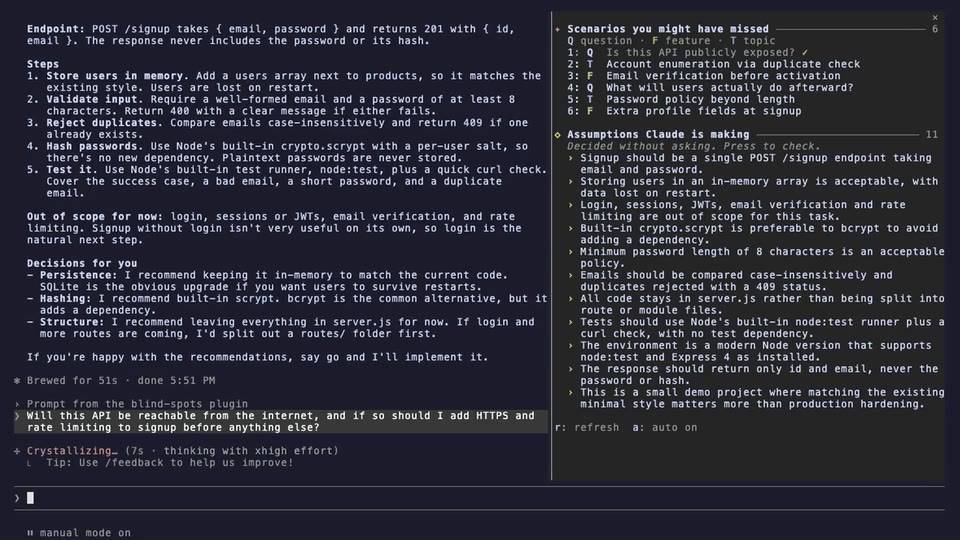 Endpoint: POST /signup takes { email, password } and returns 201 with { id,
email }. The response never includes the password or its hash.
Steps
1. Store users in memory. Add a users array next to products, so it matches the
existing style. Users are lost on restart.
2. Validate input. Require a well-formed email and a password of at least 8
characters. Return 400 with a clear message if either fails.
3. Reject duplicates. Compare emails case-insensitively and return 409 if one
already exists.
4. Hash passwords. Use Node's built-in crypto.scrypt with a per-user salt, so
there's no new dependency. Plaintext passwords are never stored.
5. Test it. Use Node's built-in test runner, node:test, plus a quick curl check.
Cover the success case, a bad email, a short password, and a duplicate
email.
Out of scope for now: login, sessions or JWTs, email verification, and rate
limiting. Signup without login isn't very useful on its own, so login is the
natural next step.
Decisions for you
- Persistence: I recommend keeping it in-memory to match the current code.
SQLite is the obvious upgrade if you want users to survive restarts.
- Hashing: I recommend built-in scrypt. bcrypt is the common alternative, but it
adds a dependency.
- Structure: I recommend leaving everything in server.js for now. If login and
more routes are coming, I'd split out a routes/ folder first.
If you're happy with the recommendations, say go and I'll implement it.
✻ Brewed for 51s · done 5:51 PM
› Prompt from the blind-spots plugin
❯ Will this API be reachable from the internet, and if so should I add HTTPS and
rate limiting to signup before anything else?
✢ Crystallizing… (7s · thinking with xhigh effort)
└ Tip: Use /feedback to help us improve!
❯
⏸ manual mode on
×
✦ Scenarios you might have missed 6
Q question · F feature · T topic
1: Q Is this API publicly exposed? ✓
2: T Account enumeration via duplicate check
3: F Email verification before activation
4: Q What will users actually do afterward?
5: T Password policy beyond length
6: F Extra profile fields at signup
◇ Assumptions Claude is making 11
Decided without asking. Press to check.
› Signup should be a single POST /signup endpoint taking
email and password.
› Storing users in an in-memory array is acceptable, with
data lost on restart.
› Login, sessions, JWTs, email verification and rate
limiting are out of scope for this task.
› Built-in crypto.scrypt is preferable to bcrypt to avoid
adding a dependency.
› Minimum password length of 8 characters is an acceptable
policy.
› Emails should be compared case-insensitively and
duplicates rejected with a 409 status.
› All code stays in server.js rather than being split into
route or module files.
› Tests should use Node's built-in node:test runner plus a
curl check, with no test dependency.
› The environment is a modern Node version that supports
node:test and Express 4 as installed.
› The response should return only id and email, never the
password or hash.
› This is a small demo project where matching the existing
minimal style matters more than production hardening.
r: refresh a: auto on